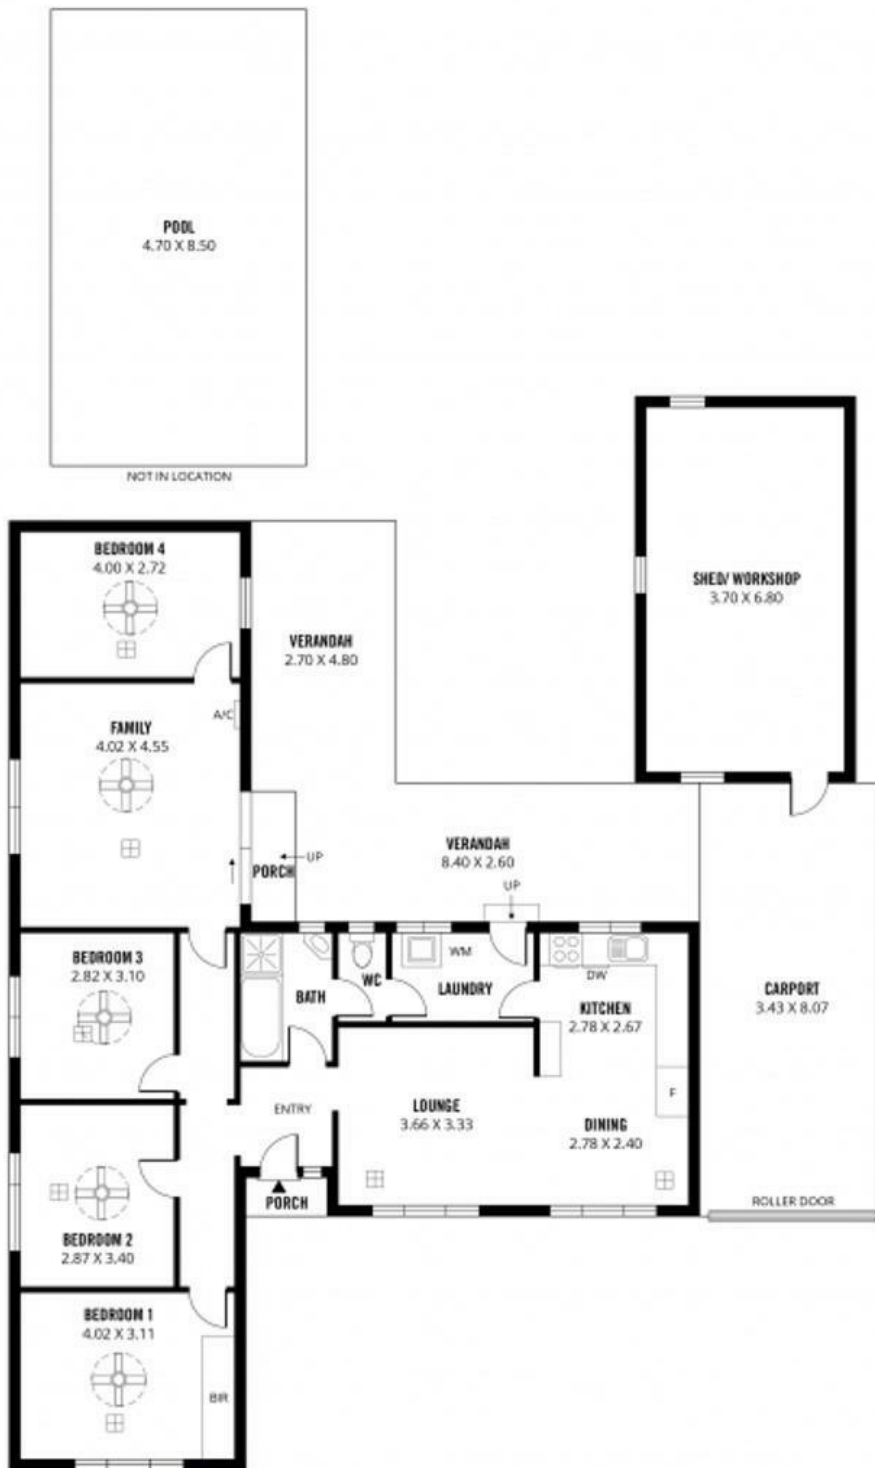 POOL
4.70 X 8.50
NOT IN LOCATION
BEDROOM 4
4.00 X 2.72
SHED/ WORKSHOP
3.70 X 6.80
VERANDAH
2.70 X 4.80
A/C
FAMILY
4.02 X 4.55
VERANDAH
8.40 X 2.60
UP
PORCH
UP
BEDROOM 3
2.82 X 3.10
BATH
WC
WM
LAUNDRY
DW
KITCHEN
2.78 X 2.67
CARPORT
3.43 X 8.07
F
ENTRY
LOUNGE
3.66 X 3.33
DINING
2.78 X 2.40
PORCH
ROLLER DOOR
BEDROOM 2
2.87 X 3.40
BEDROOM 1
4.02 X 3.11
BIR